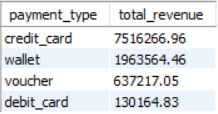 payment_type total_revenue
credit_card 7516266.96
wallet 1963564.46
voucher 637217.05
debit_card 130164.83